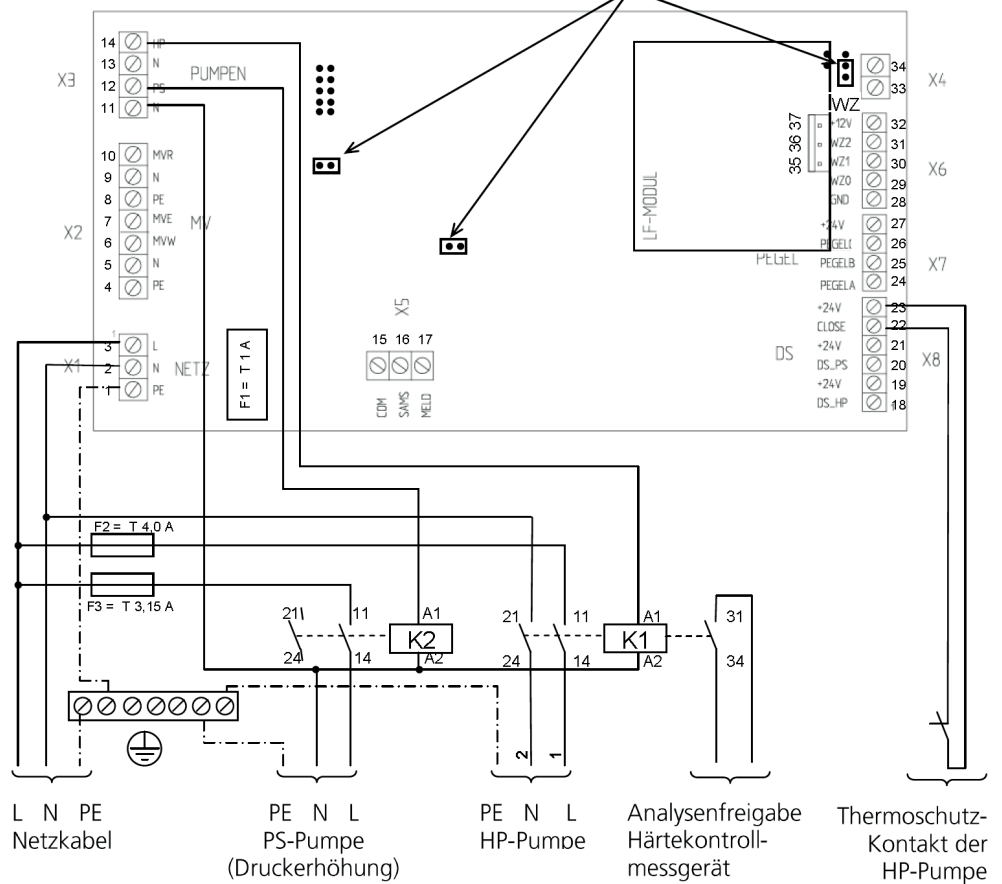 14 HP
13 N
12 PS
11 N
X3
PUMPEN
10 MVR
9 N
8 PE
7 MVE
6 MVW
5 N
4 PE
X2
MV
1
3 L
2 N
1 PE
X1
NETZ
F1 = T 1 A
X5
15 16 17
COM
SAMS
MELD
LF-MODUL
35 36 37
WZ
34
33
X4
+12V 32
WZ2 31
WZ1 30
WZ0 29
GND 28
X6
+24V 27
PEGELC 26
PEGELB 25
PEGELA 24
X7
PEGEL
+24V 23
CLOSE 22
+24V 21
DS_PS 20
+24V 19
DS_HP 18
X8
DS
F2 = T 4,0 A
F3 = T 3,15 A
21 11 A1
K2
24 14 A2
21 11 A1
K1
24 14 A2
31
34
2 1
L N PE
Netzkabel
PE N L
PS-Pumpe
(Druckerhöhung)
PE N L
HP-Pumpe
Analysenfreigabe
Härtekontroll-
messgerät
Thermoschutz-
Kontakt der
HP-Pumpe